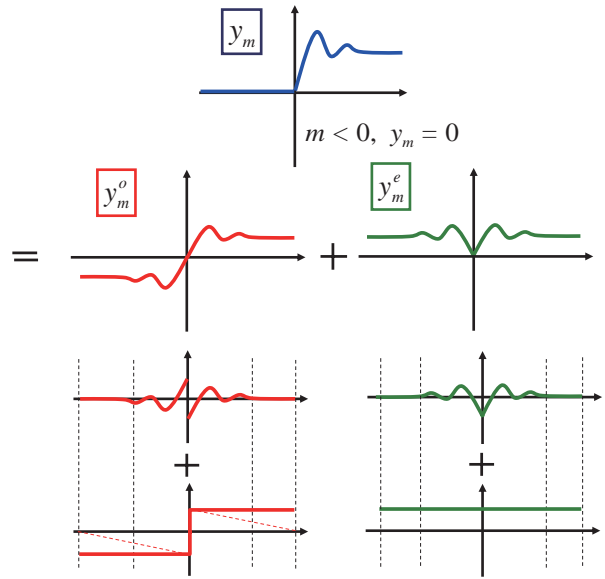 y_m
m < 0, y_m = 0
y_m^o
y_m^e
=
+
+
+